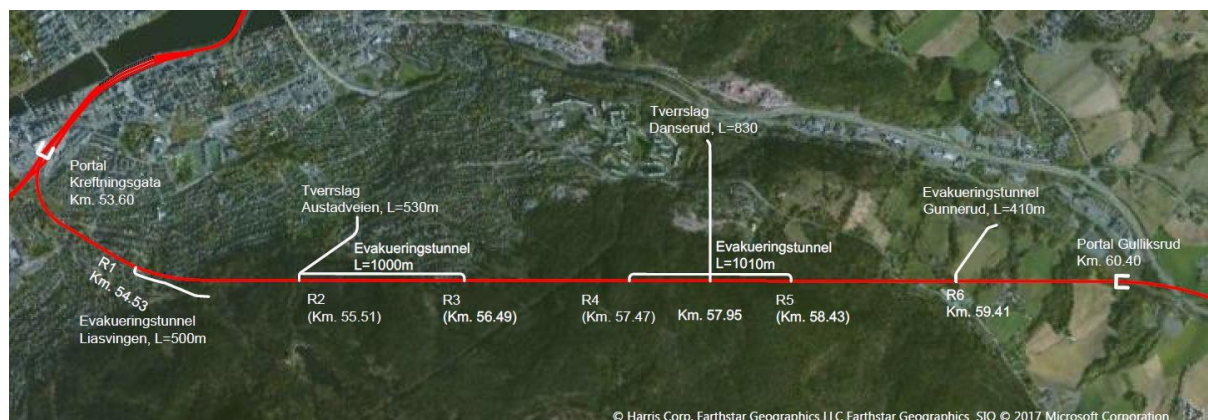 Portal
Kreftningsgata
Km. 53.60
R1
Km. 54.53
Evakueringstunnel
Liasvingen, L=500m
Tverrslag
Austadveien, L=530m
Evakueringstunnel
L=1000m
R2
(Km. 55.51)
R3
(Km. 56.49)
Tverrslag
Danserud, L=830
Evakueringstunnel
L=1010m
R4
(Km. 57.47)
Km. 57.95
R5
(Km. 58.43)
Evakueringstunnel
Gunnerud, L=410m
R6
Km. 59.41
Portal Gulliksrud
Km. 60.40
© Harris Corp, Earthstar Geographics LLC Earthstar Geographics SIO © 2017 Microsoft Corporation